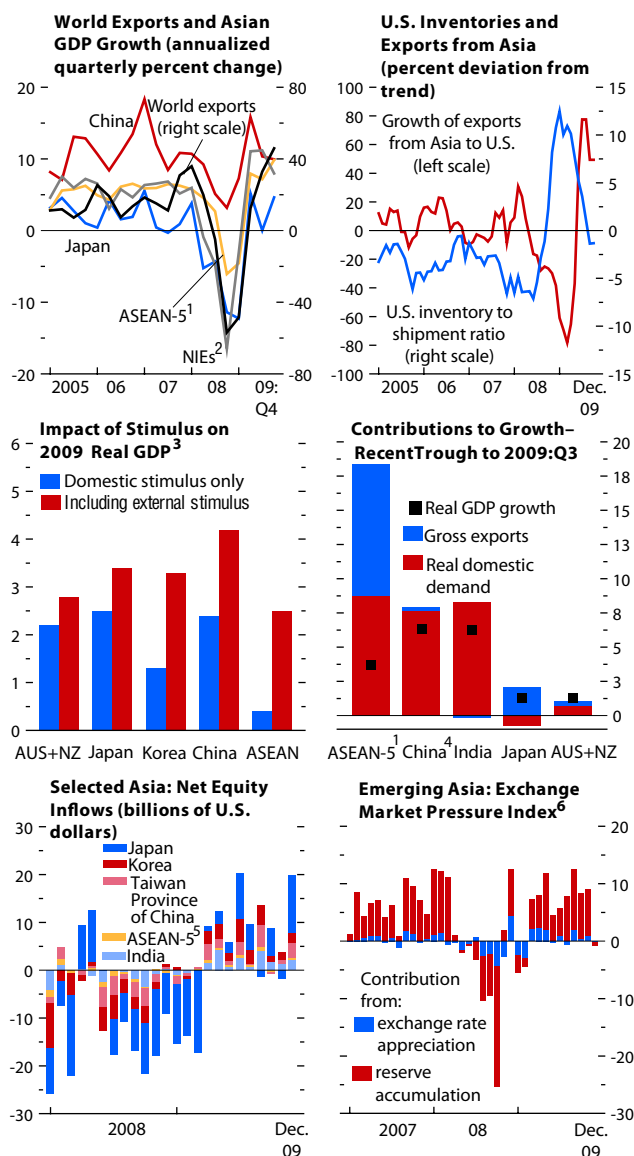 World Exports and Asian
GDP Growth (annualized
quarterly percent change)
20
80
China
World exports
(right scale)
10
40
0
0
Japan
-10
-40
ASEAN-51
NIEs2
-20
-80
2005 06 07 08 09:
Q4
U.S. Inventories and
Exports from Asia
(percent deviation from
trend)
100
15
Growth of exports
from Asia to U.S.
(left scale)
80
10
60
40
5
20
0
0
-20
-40
-5
-60
U.S. inventory to
shipment ratio
(right scale)
-80
-10
-100
-15
2005 06 07 08 Dec.
09
Impact of Stimulus on
2009 Real GDP3
6
Domestic stimulus only
Including external stimulus
5
4
3
2
1
0
AUS+NZ Japan Korea China ASEAN
Contributions to Growth–
RecentTrough to 2009:Q3
20
18
Real GDP growth
Gross exports
Real domestic
demand
15
13
10
8
5
3
0
ASEAN-51 China4 India Japan AUS+NZ
Selected Asia: Net Equity
Inflows (billions of U.S.
dollars)
30
Japan
Korea
Taiwan
Province
of China
ASEAN-55
India
20
10
0
-10
-20
-30
2008 Dec.
09
Emerging Asia: Exchange
Market Pressure Index6
20
10
0
-10
Contribution
from:
exchange rate
appreciation
reserve
accumulation
-20
-30
2007 08 Dec.
09